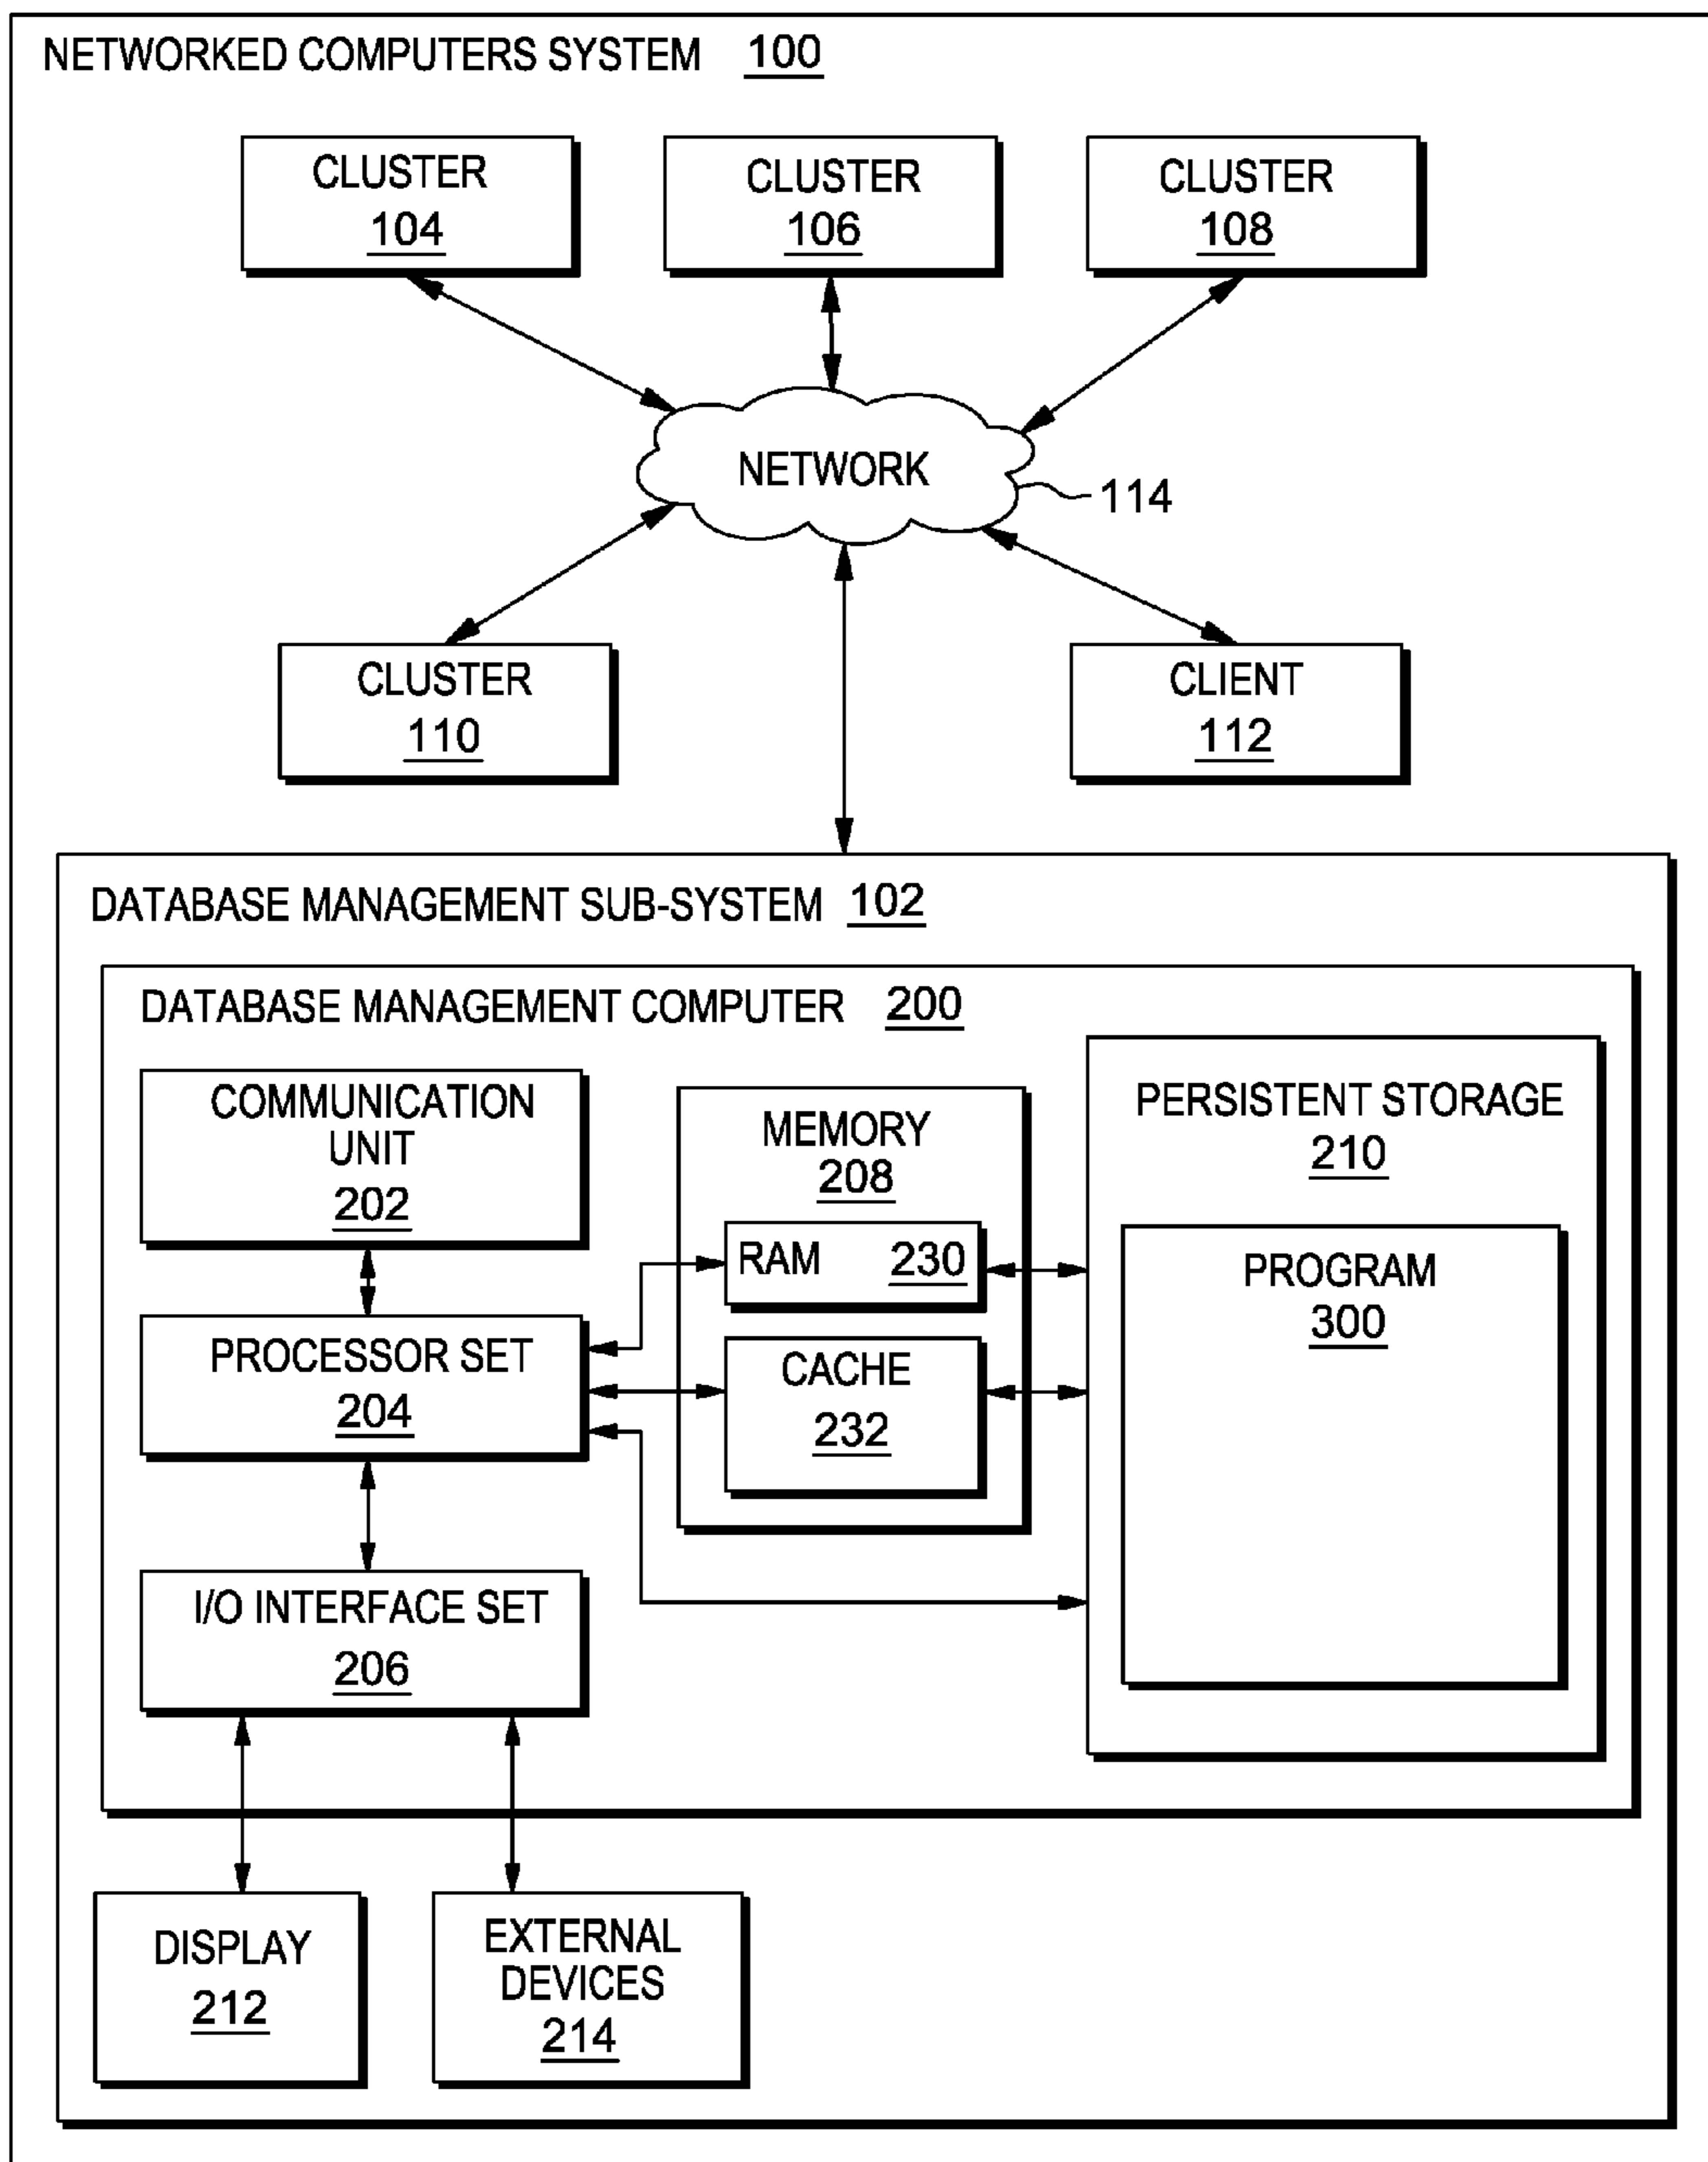 NETWORKED COMPUTERS SYSTEM 100
CLUSTER
104
CLUSTER
106
CLUSTER
108
NETWORK
114
CLUSTER
110
CLIENT
112
DATABASE MANAGEMENT SUB-SYSTEM 102
DATABASE MANAGEMENT COMPUTER 200
COMMUNICATION
UNIT
202
PROCESSOR SET
204
I/O INTERFACE SET
206
MEMORY
208
RAM 230
CACHE
232
PERSISTENT STORAGE
210
PROGRAM
300
DISPLAY
212
EXTERNAL
DEVICES
214